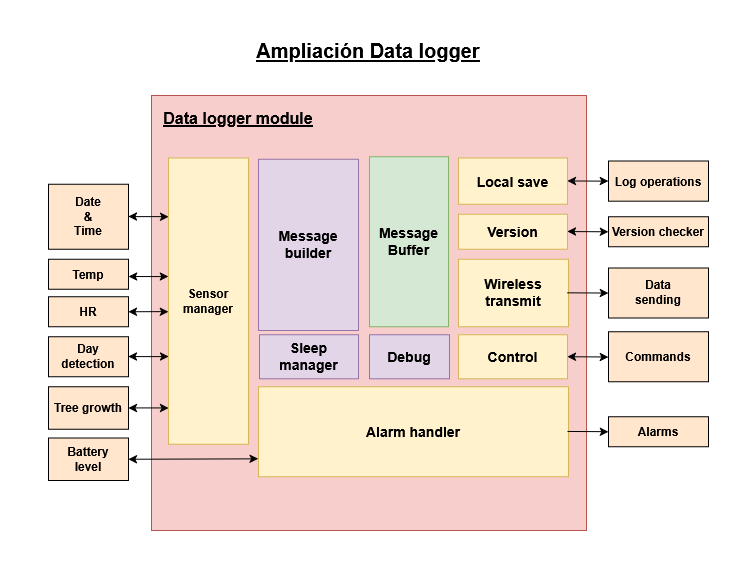 Ampliación Data logger
Data logger module
Date
&
Time
Temp
HR
Day
detection
Tree growth
Battery
level
Sensor
manager
Message
builder
Message
Buffer
Sleep
manager
Debug
Local save
Version
Wireless
transmit
Control
Alarm handler
Log operations
Version checker
Data
sending
Commands
Alarms